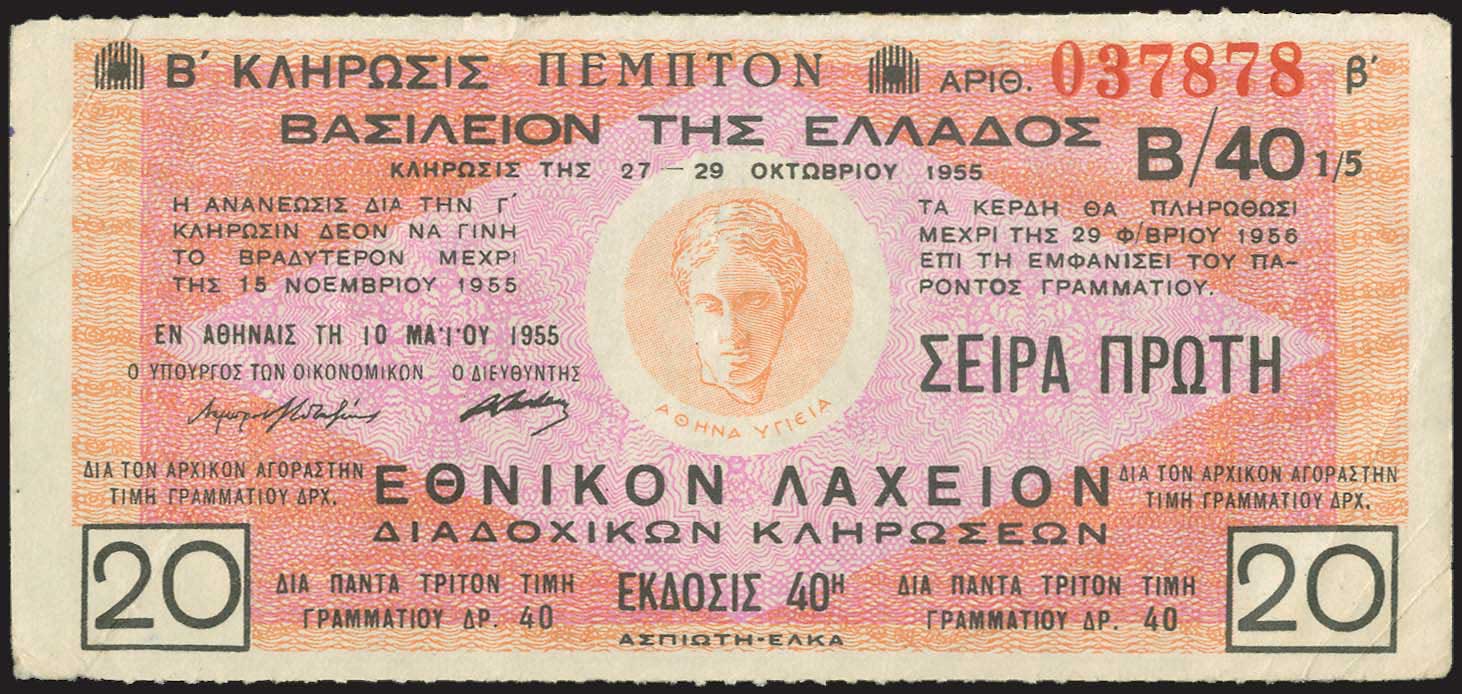 Β΄ ΚΛΗΡΩΣΙΣ ΠΕΜΠΤΟΝ ΑΡΙΘ. 037878 β΄
ΒΑΣΙΛΕΙΟΝ ΤΗΣ ΕΛΛΑΔΟΣ
Β/40 1/5
ΚΛΗΡΩΣΙΣ ΤΗΣ 27 — 29 ΟΚΤΩΒΡΙΟΥ 1955
Η ΑΝΑΝΕΩΣΙΣ ΔΙΑ ΤΗΝ Γ΄
ΚΛΗΡΩΣΙΝ ΔΕΟΝ ΝΑ ΓΙΝΗ
ΤΟ ΒΡΑΔΥΤΕΡΟΝ ΜΕΧΡΙ
ΤΗΣ 15 ΝΟΕΜΒΡΙΟΥ 1955
ΤΑ ΚΕΡΔΗ ΘΑ ΠΛΗΡΩΘΩΣΙ
ΜΕΧΡΙ ΤΗΣ 29 Φ/ΒΡΙΟΥ 1956
ΕΠΙ ΤΗ ΕΜΦΑΝΙΣΕΙ ΤΟΥ ΠΑ-
ΡΟΝΤΟΣ ΓΡΑΜΜΑΤΙΟΥ.
ΕΝ ΑΘΗΝΑΙΣ ΤΗ 10 ΜΑ·Ι·ΟΥ 1955
Ο ΥΠΟΥΡΓΟΣ ΤΩΝ ΟΙΚΟΝΟΜΙΚΩΝ Ο ΔΙΕΥΘΥΝΤΗΣ
ΣΕΙΡΑ ΠΡΩΤΗ
ΑΘΗΝΑ ΥΓΙΕΙΑ
ΔΙΑ ΤΟΝ ΑΡΧΙΚΟΝ ΑΓΟΡΑΣΤΗΝ
ΤΙΜΗ ΓΡΑΜΜΑΤΙΟΥ ΔΡΧ.
20
ΕΘΝΙΚΟΝ ΛΑΧΕΙΟΝ
ΔΙΑΔΟΧΙΚΩΝ ΚΛΗΡΩΣΕΩΝ
ΔΙΑ ΤΟΝ ΑΡΧΙΚΟΝ ΑΓΟΡΑΣΤΗΝ
ΤΙΜΗ ΓΡΑΜΜΑΤΙΟΥ ΔΡΧ.
20
ΔΙΑ ΠΑΝΤΑ ΤΡΙΤΟΝ ΤΙΜΗ
ΓΡΑΜΜΑΤΙΟΥ ΔΡ. 40
ΕΚΔΟΣΙΣ 40Η
ΑΣΠΙΩΤΗ-ΕΛΚΑ
ΔΙΑ ΠΑΝΤΑ ΤΡΙΤΟΝ ΤΙΜΗ
ΓΡΑΜΜΑΤΙΟΥ ΔΡ. 40